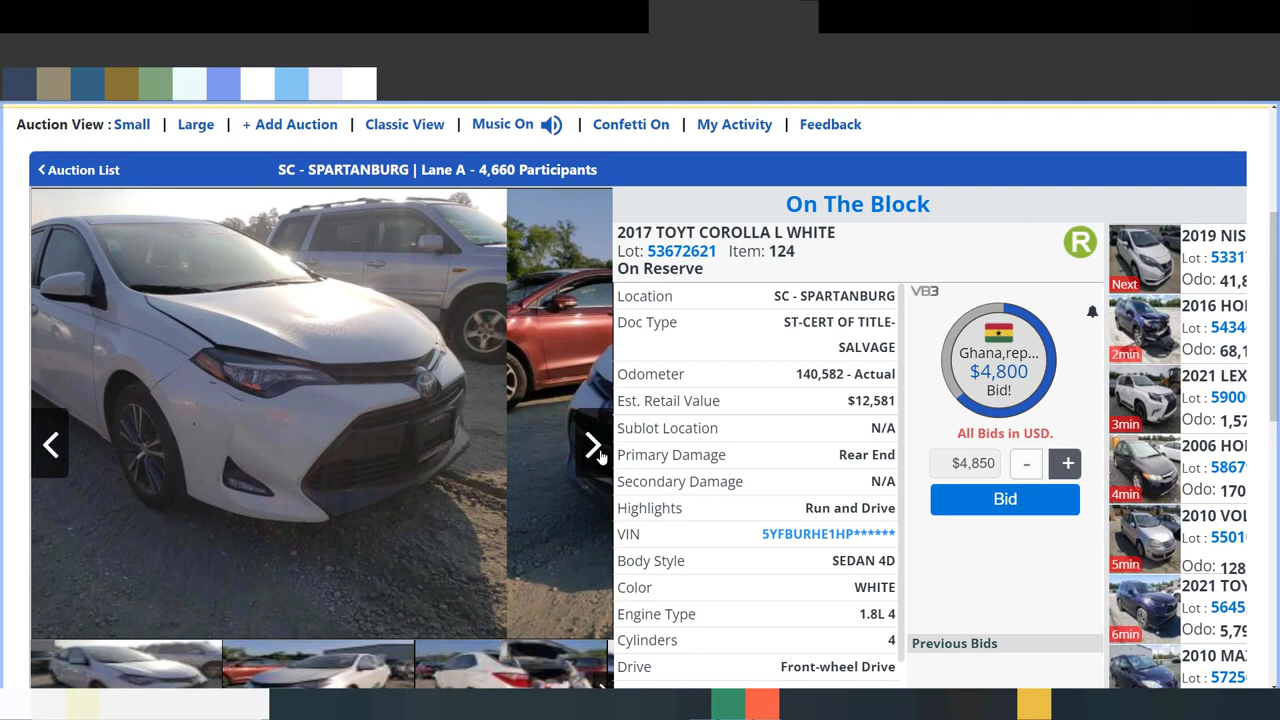 Auction View : Small | Large | + Add Auction | Classic View | Music On | Confetti On | My Activity | Feedback
Auction List
SC - SPARTANBURG | Lane A - 4,660 Participants
On The Block
2017 TOYT COROLLA L WHITE
Lot: 53672621 Item: 124
On Reserve
R
Location SC - SPARTANBURG
Doc Type ST-CERT OF TITLE-
SALVAGE
Odometer 140,582 - Actual
Est. Retail Value $12,581
Sublot Location N/A
Primary Damage Rear End
Secondary Damage N/A
Highlights Run and Drive
VIN 5YFBURHE1HP******
Body Style SEDAN 4D
Color WHITE
Engine Type 1.8L 4
Cylinders 4
Drive Front-wheel Drive
VB3
Ghana,rep...
$4,800
Bid!
All Bids in USD.
$4,850 - +
Bid
Previous Bids
2019 NIS
Lot : 5331
Odo: 41,8
Next
2016 HO
Lot : 5434
Odo: 68,1
2min
2021 LEX
Lot : 5900
Odo: 1,57
3min
2006 HO
Lot : 5867
Odo: 170
4min
2010 VOL
Lot : 5501
Odo: 128
5min
2021 TOY
Lot : 5645
Odo: 5,79
6min
2010 MA
Lot : 5725